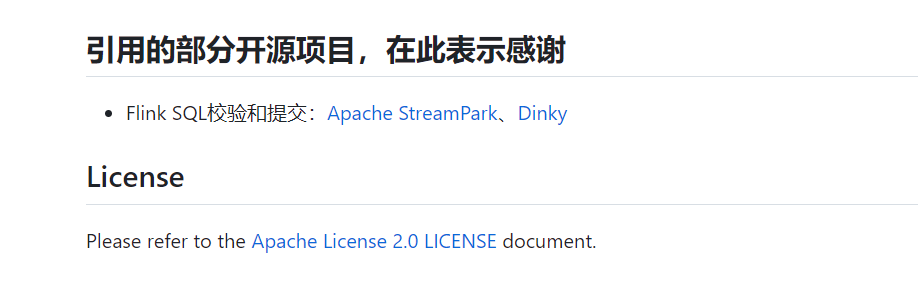 引用的部分开源项目，在此表示感谢
Flink SQL校验和提交：Apache StreamPark、Dinky
License
Please refer to the Apache License 2.0 LICENSE document.